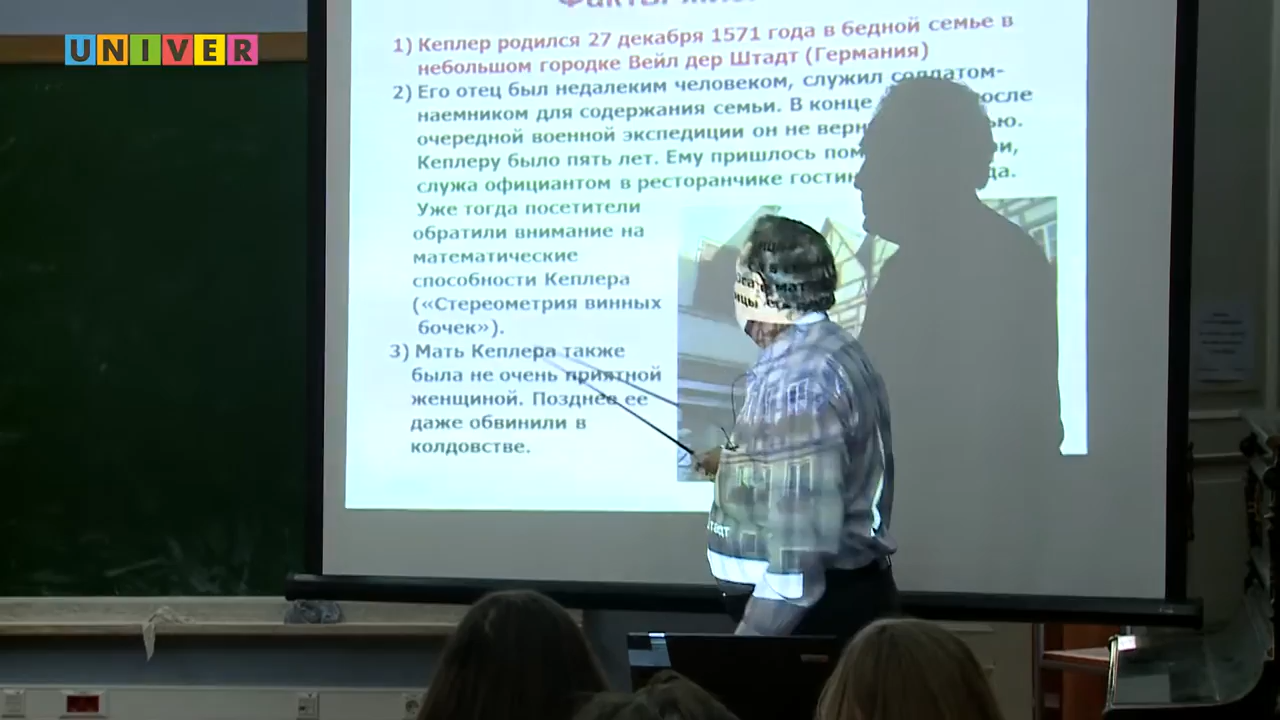 UNIVER
1) Кеплер родился 27 декабря 1571 года в бедной семье в
небольшом городке Вейл дер Штадт (Германия)
2) Его отец был недалеким человеком, служил солдатом-
наемником для содержания семьи. В конце после
очередной военной экспедиции он не
Кеплеру было пять лет. Ему пришлось
служа официантом в ресторанчике
Уже тогда посетители
обратили внимание на
математические
способности Кеплера
(«Стереометрия винных
бочек»).
3) Мать Кеплера также
была не очень приятной
женщиной. Позднее ее
даже обвинили в
колдовстве.